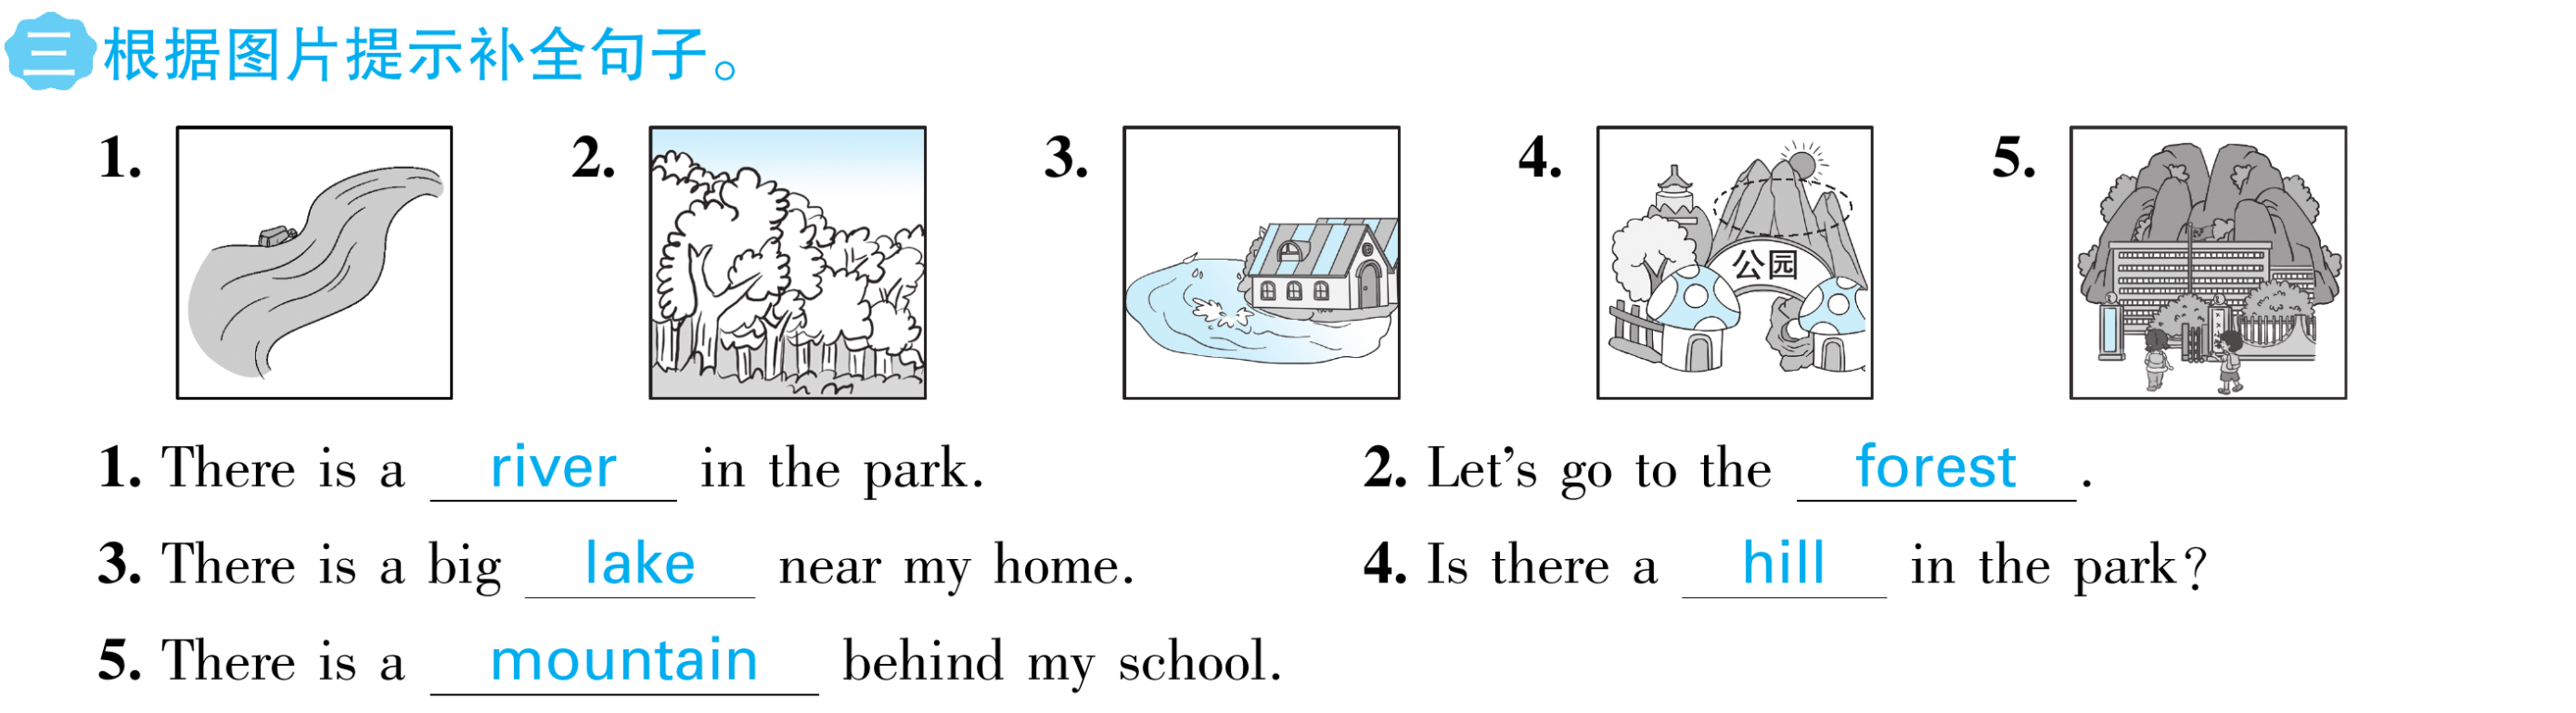 三 根据图片提示补全句子。
1. 2. 3. 4. 5.
公园
1. There is a river in the park. 2. Let’s go to the forest.
3. There is a big lake near my home. 4. Is there a hill in the park?
5. There is a mountain behind my school.